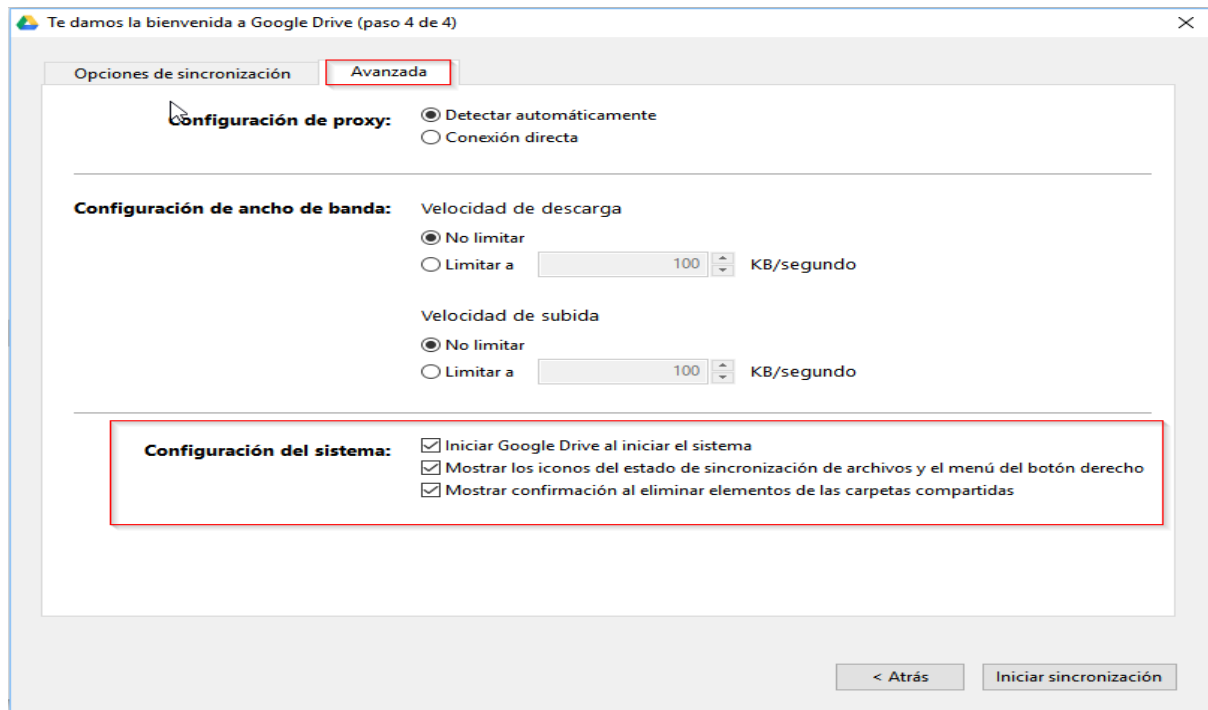 Te damos la bienvenida a Google Drive (paso 4 de 4)
Opciones de sincronización
Avanzada
Configuración de proxy:
Detectar automáticamente
Conexión directa
Configuración de ancho de banda:
Velocidad de descarga
No limitar
Limitar a 100 KB/segundo
Velocidad de subida
No limitar
Limitar a 100 KB/segundo
Configuración del sistema:
Iniciar Google Drive al iniciar el sistema
Mostrar los iconos del estado de sincronización de archivos y el menú del botón derecho
Mostrar confirmación al eliminar elementos de las carpetas compartidas
< Atrás
Iniciar sincronización